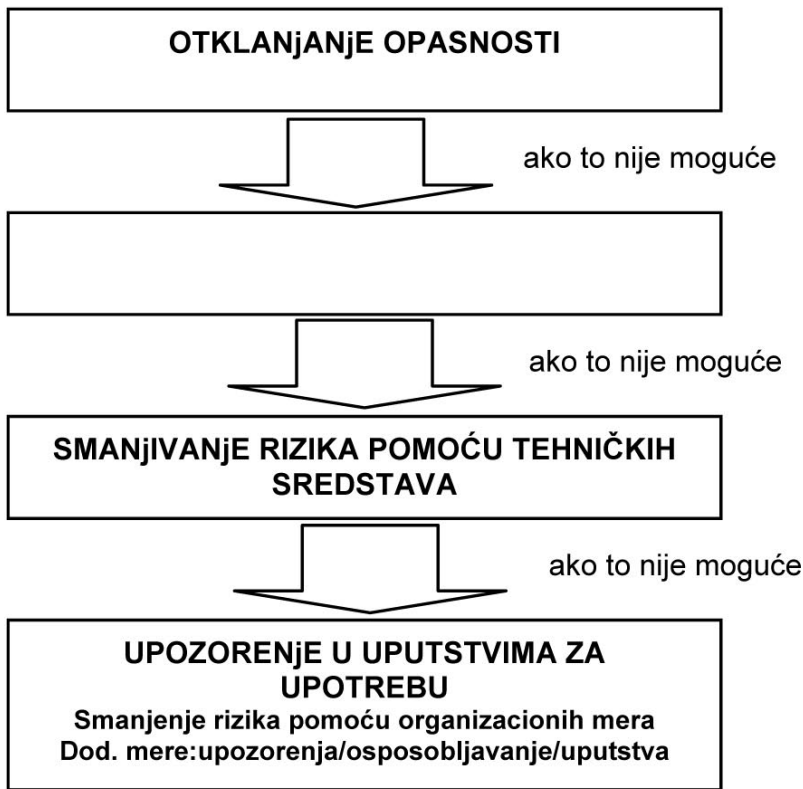 OTKLANjANjE OPASNOSTI
ako to nije moguće
ako to nije moguće
SMANjIVANjE RIZIKA POMOĆU TEHNIČKIH
SREDSTAVA
ako to nije moguće
UPOZORENjE U UPUTSTVIMA ZA
UPOTREBU
Smanjenje rizika pomoću organizacionih mera
Dod. mere:upozorenja/osposobljavanje/uputstva